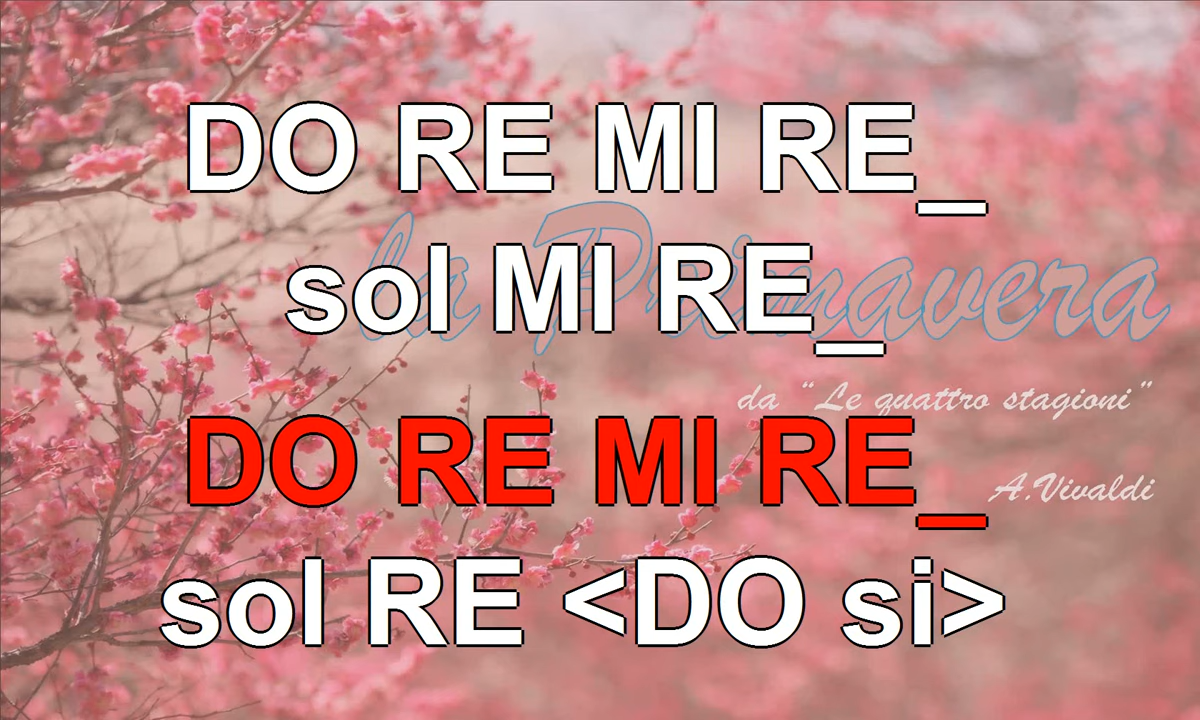 DO RE MI RE_
la Primavera
sol MI RE_
da “Le quattro stagioni”
DO RE MI RE_
A.Vivaldi
sol RE <DO si>